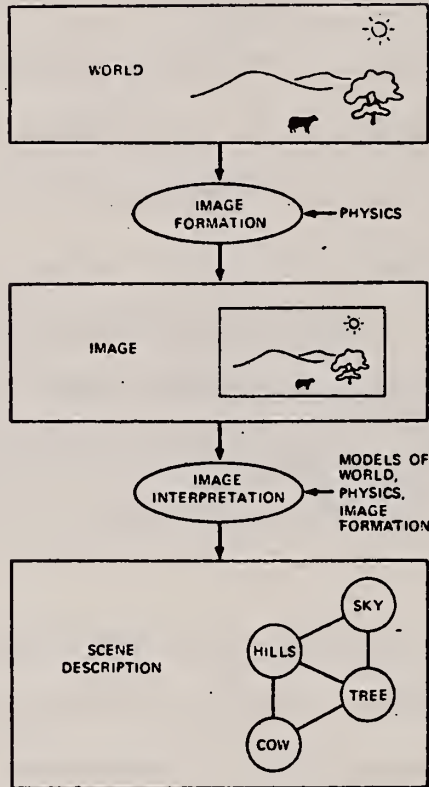 WORLD
IMAGE
FORMATION
PHYSICS
IMAGE
IMAGE
INTERPRETATION
MODELS OF
WORLD,
PHYSICS,
IMAGE
FORMATION
SCENE
DESCRIPTION
SKY
HILLS
TREE
COW